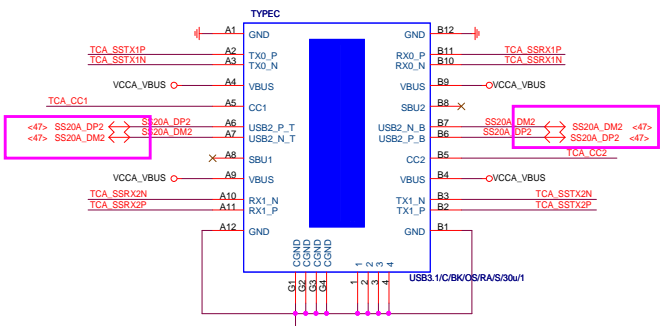 TYPEC
A1 GND GND B12
TCA_SSTX1P A2 TX0_P RX0_P B11 TCA_SSRX1P
TCA_SSTX1N A3 TX0_N RX0_N B10 TCA_SSRX1N
VCCA_VBUS A4 VBUS VBUS B9 VCCA_VBUS
TCA_CC1 A5 CC1 SBU2 B8
<47> SS20A_DP2 SS20A_DP2 A6 USB2_P_T USB2_N_B B7 SS20A_DM2 SS20A_DM2 <47>
<47> SS20A_DM2 SS20A_DM2 A7 USB2_N_T USB2_P_B B6 SS20A_DP2 SS20A_DP2 <47>
A8 SBU1 CC2 B5 TCA_CC2
VCCA_VBUS A9 VBUS VBUS B4 VCCA_VBUS
TCA_SSRX2N A10 RX1_N TX1_N B3 TCA_SSTX2N
TCA_SSRX2P A11 RX1_P TX1_P B2 TCA_SSTX2P
A12 GND GND B1
CGND CGND CGND CGND 1 2 3 4
G1 G2 G3 G4 1 2 3 4
USB3.1/C/BK/OS/RA/S/30u/1